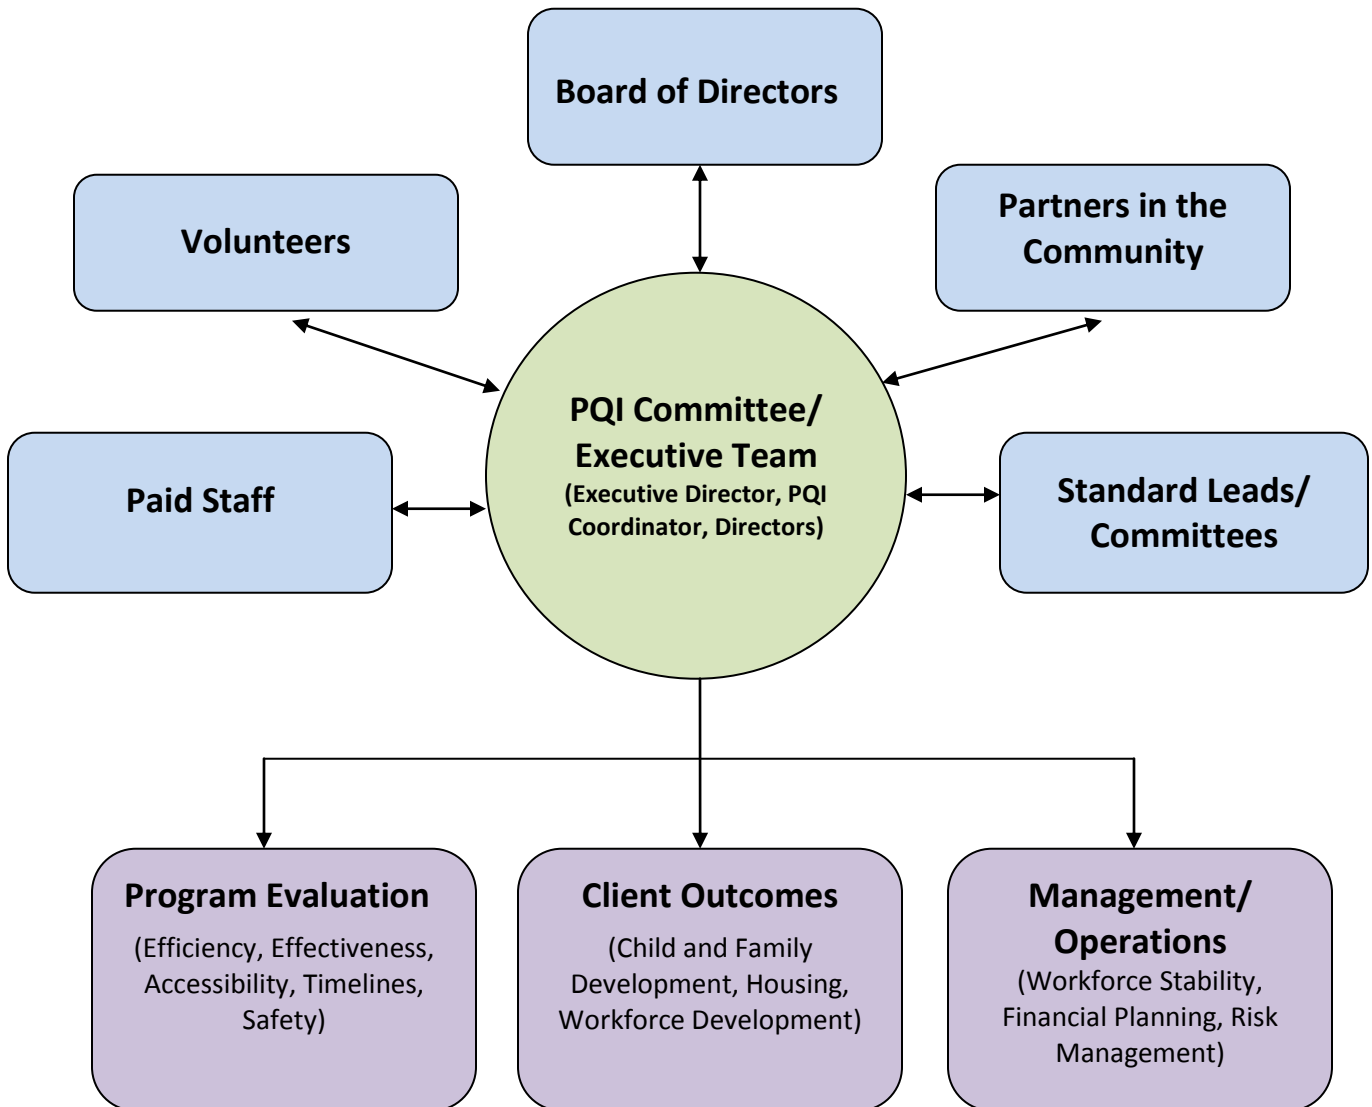 Board of Directors
Volunteers
Partners in the
Community
PQI Committee/
Executive Team
(Executive Director, PQI
Coordinator, Directors)
Paid Staff
Standard Leads/
Committees
Program Evaluation
(Efficiency, Effectiveness,
Accessibility, Timelines,
Safety)
Client Outcomes
(Child and Family
Development, Housing,
Workforce Development)
Management/
Operations
(Workforce Stability,
Financial Planning, Risk
Management)